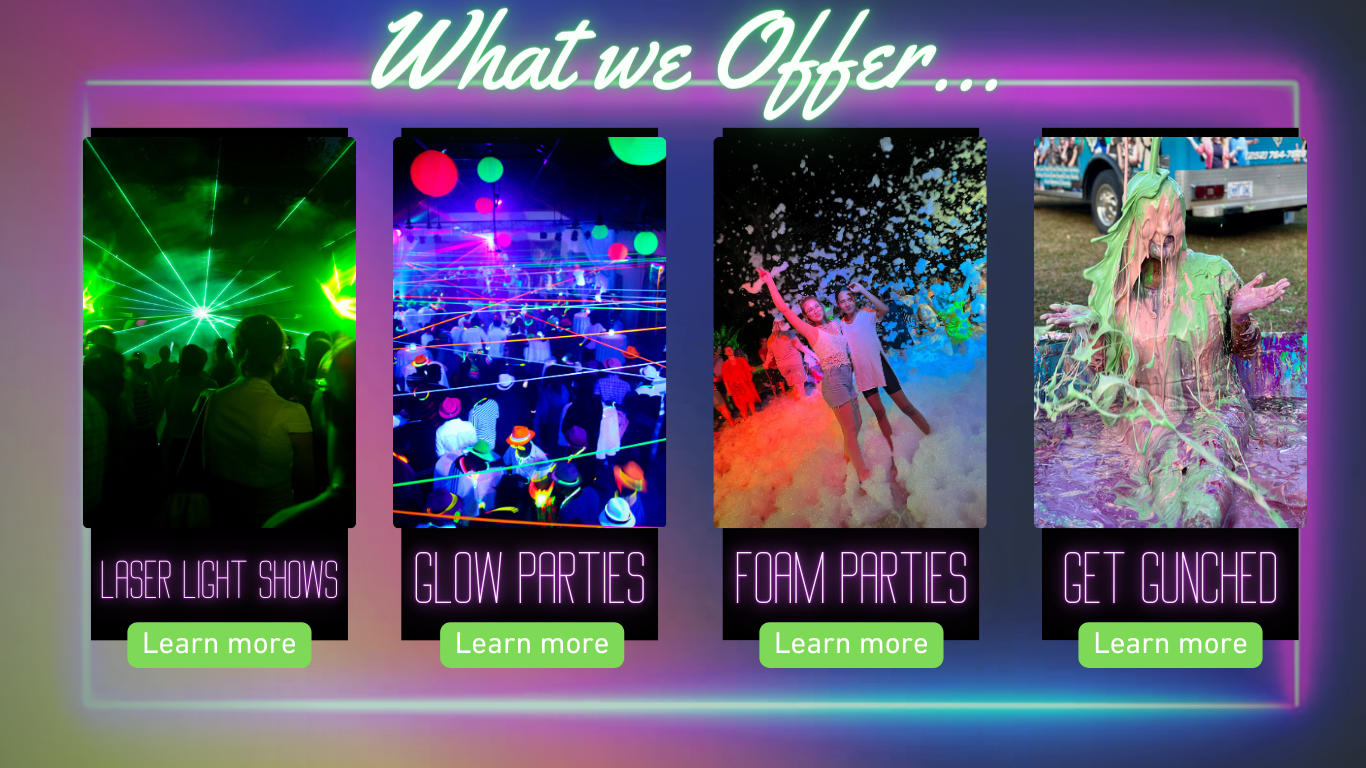 What we Offer...
LASER LIGHT SHOWS
GLOW PARTIES
FOAM PARTIES
GET GUNCHED
Learn more
Learn more
Learn more
Learn more